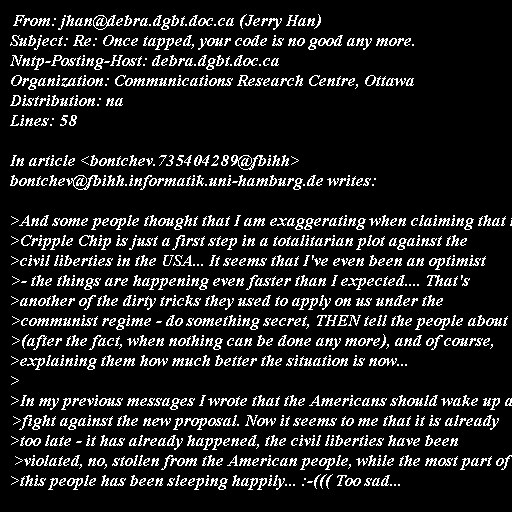 From: jhan@debra.dgbt.doc.ca (Jerry Han)
Subject: Re: Once tapped, your code is no good any more.
Nntp-Posting-Host: debra.dgbt.doc.ca
Organization: Communications Research Centre, Ottawa
Distribution: na
Lines: 58

In article <bontchev.735404289@fbihh>
bontchev@fbihh.informatik.uni-hamburg.de writes:

>And some people thought that I am exaggerating when claiming that
>Cripple Chip is just a first step in a totalitarian plot against the
>civil liberties in the USA... It seems that I've even been an optimist
>- the things are happening even faster than I expected.... That's
>another of the dirty tricks they used to apply on us under the
>communist regime - do something secret, THEN tell the people about
>(after the fact, when nothing can be done any more), and of course,
>explaining them how much better the situation is now...
>
>In my previous messages I wrote that the Americans should wake up a
>fight against the new proposal. Now it seems to me that it is already
>too late - it has already happened, the civil liberties have been
>violated, no, stollen from the American people, while the most part of
>this people has been sleeping happily... :-((( Too sad...